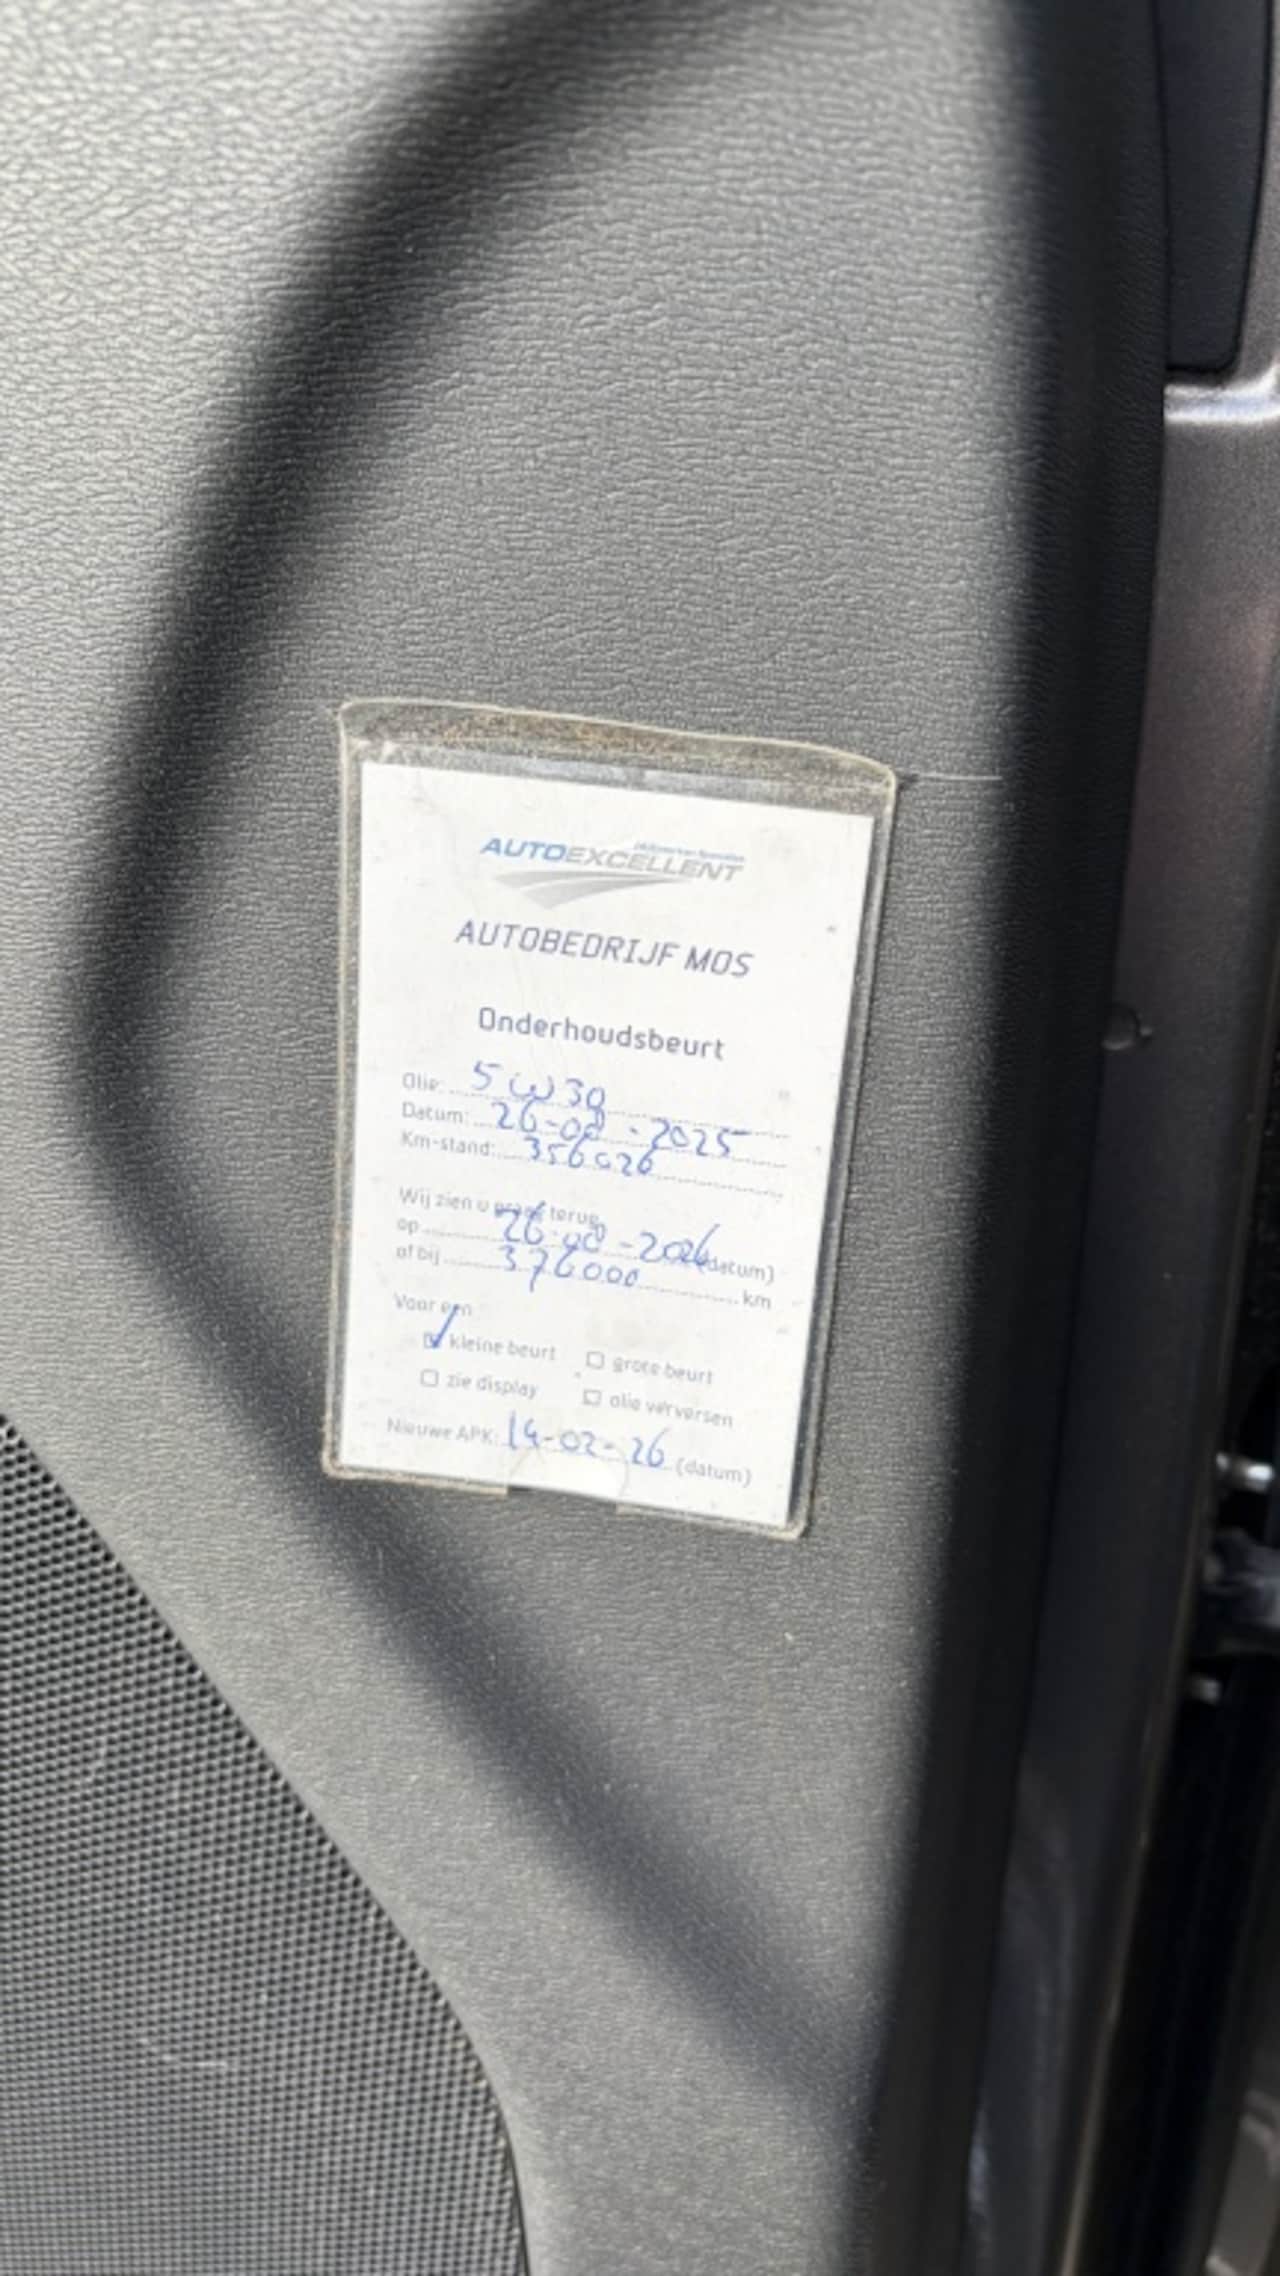 AUTOEXCELLENT
AUTOBEDRIJF MOS
Onderhoudsbeurt
Olie: 5W30
Datum: 26-08-2025
Km-stand: 356026
Wij zien u graag terug
op 26-08-2026 (datum)
of bij 376000 km
Voor een
kleine beurt
grote beurt
zie display
olie verversen
Nieuwe APK: 14-02-26 (datum)